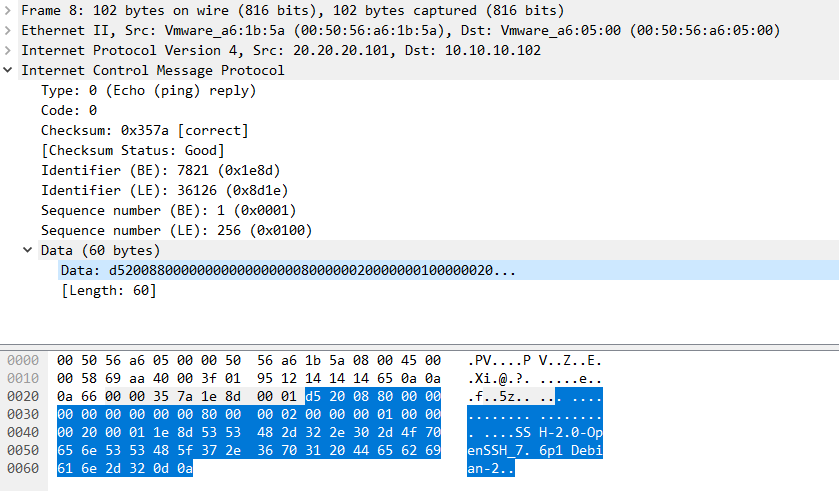 Frame 8: 102 bytes on wire (816 bits), 102 bytes captured (816 bits)
Ethernet II, Src: Vmware_a6:1b:5a (00:50:56:a6:1b:5a), Dst: Vmware_a6:05:00 (00:50:56:a6:05:00)
Internet Protocol Version 4, Src: 20.20.20.101, Dst: 10.10.10.102
Internet Control Message Protocol
Type: 0 (Echo (ping) reply)
Code: 0
Checksum: 0x357a [correct]
[Checksum Status: Good]
Identifier (BE): 7821 (0x1e8d)
Identifier (LE): 36126 (0x8d1e)
Sequence number (BE): 1 (0x0001)
Sequence number (LE): 256 (0x0100)
Data (60 bytes)
Data: d52008800000000000000000800000020000000100000020...
[Length: 60]
0000 00 50 56 a6 05 00 00 50 56 a6 1b 5a 08 00 45 00 .PV....P V..Z..E.
0010 00 58 69 aa 40 00 3f 01 95 12 14 14 14 65 0a 0a .Xi.@.?. .....e..
0020 0a 66 00 00 35 7a 1e 8d 00 01 d5 20 08 80 00 00 .f..5z.. ... ....
0030 00 00 00 00 00 00 80 00 00 02 00 00 00 01 00 00 ........ ........
0040 00 20 00 01 1e 8d 53 53 48 2d 32 2e 30 2d 4f 70 . ....SS H-2.0-Op
0050 65 6e 53 53 48 5f 37 2e 36 70 31 20 44 65 62 69 enSSH_7. 6p1 Debi
0060 61 6e 2d 32 0d 0a an-2..